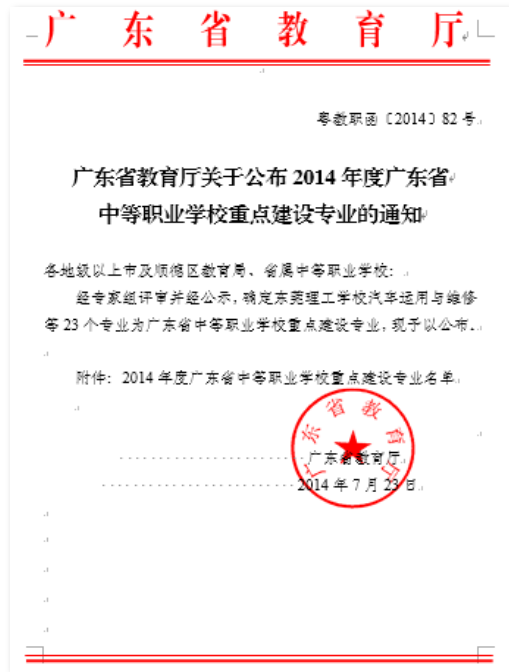 广东省教育厅
粤教职函〔2014〕82号
广东省教育厅关于公布2014年度广东省
中等职业学校重点建设专业的通知
各地级以上市及顺德区教育局、省属中等职业学校：
经专家组评审并经公示，确定东莞理工学校汽车运用与维修
等23个专业为广东省中等职业学校重点建设专业，现予以公布。
附件：2014年度广东省中等职业学校重点建设专业名单
广东省教育厅
广东省教育厅
2014年7月23日